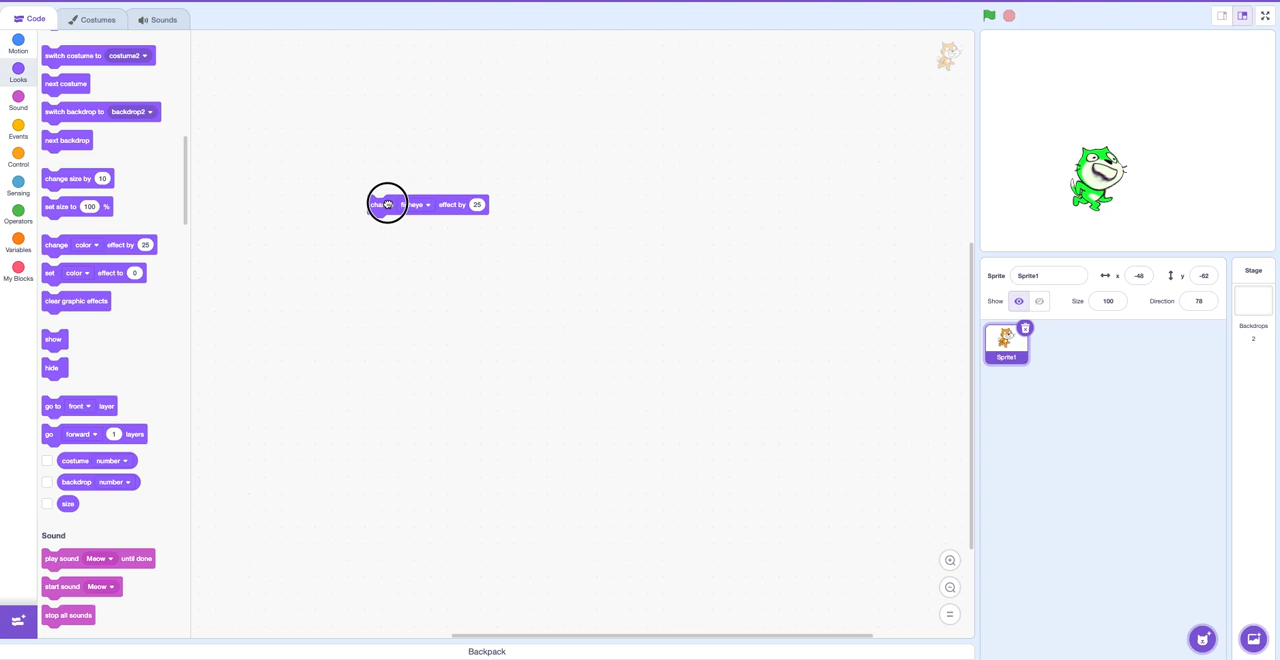 Code
Costumes
Sounds
Motion
Looks
Sound
Events
Control
Sensing
Operators
Variables
My Blocks
switch costume to costume2
next costume
switch backdrop to backdrop2
next backdrop
change size by 10
set size to 100 %
change color effect by 25
set color effect to 0
clear graphic effects
show
hide
go to front layer
go forward 1 layers
costume number
backdrop number
size
Sound
play sound Meow until done
start sound Meow
stop all sounds
effect by 25
Backpack
Sprite Sprite1 x -48 y -62
Show Size 100 Direction 78
Sprite1
Stage
Backdrops
2